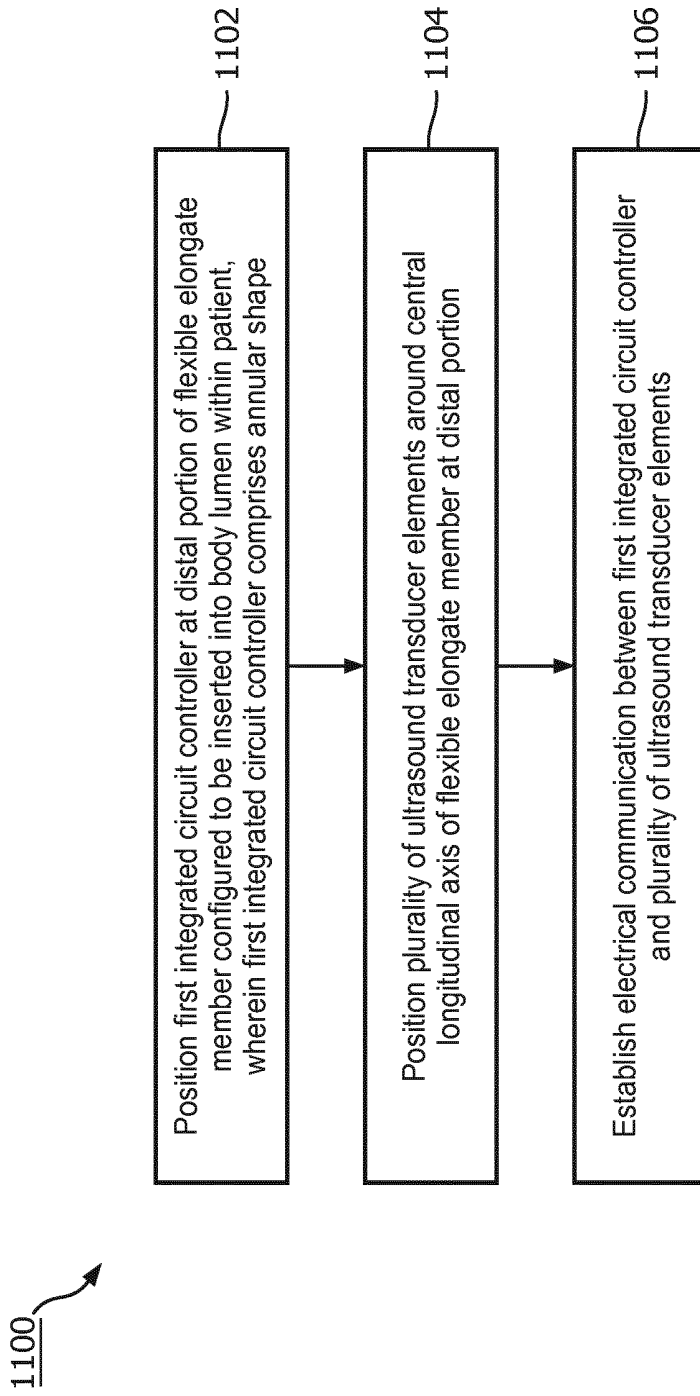 1100
Position first integrated circuit controller at distal portion of flexible elongate
member configured to be inserted into body lumen within patient,
wherein first integrated circuit controller comprises annular shape
1102
Position plurality of ultrasound transducer elements around central
longitudinal axis of flexible elongate member at distal portion
1104
Establish electrical communication between first integrated circuit controller
and plurality of ultrasound transducer elements
1106